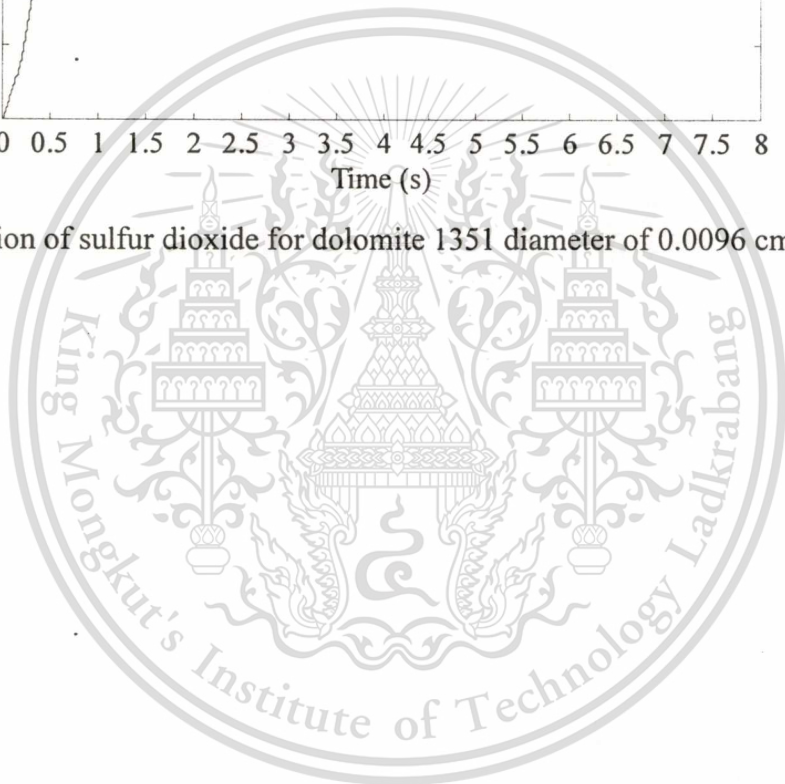 0 0.5 1 1.5 2 2.5 3 3.5 4 4.5 5 5.5 6 6.5 7 7.5 8
Time (s)
ion of sulfur dioxide for dolomite 1351 diameter of 0.0096 cm
King Mongkut's Institute of Technology Ladkrabang